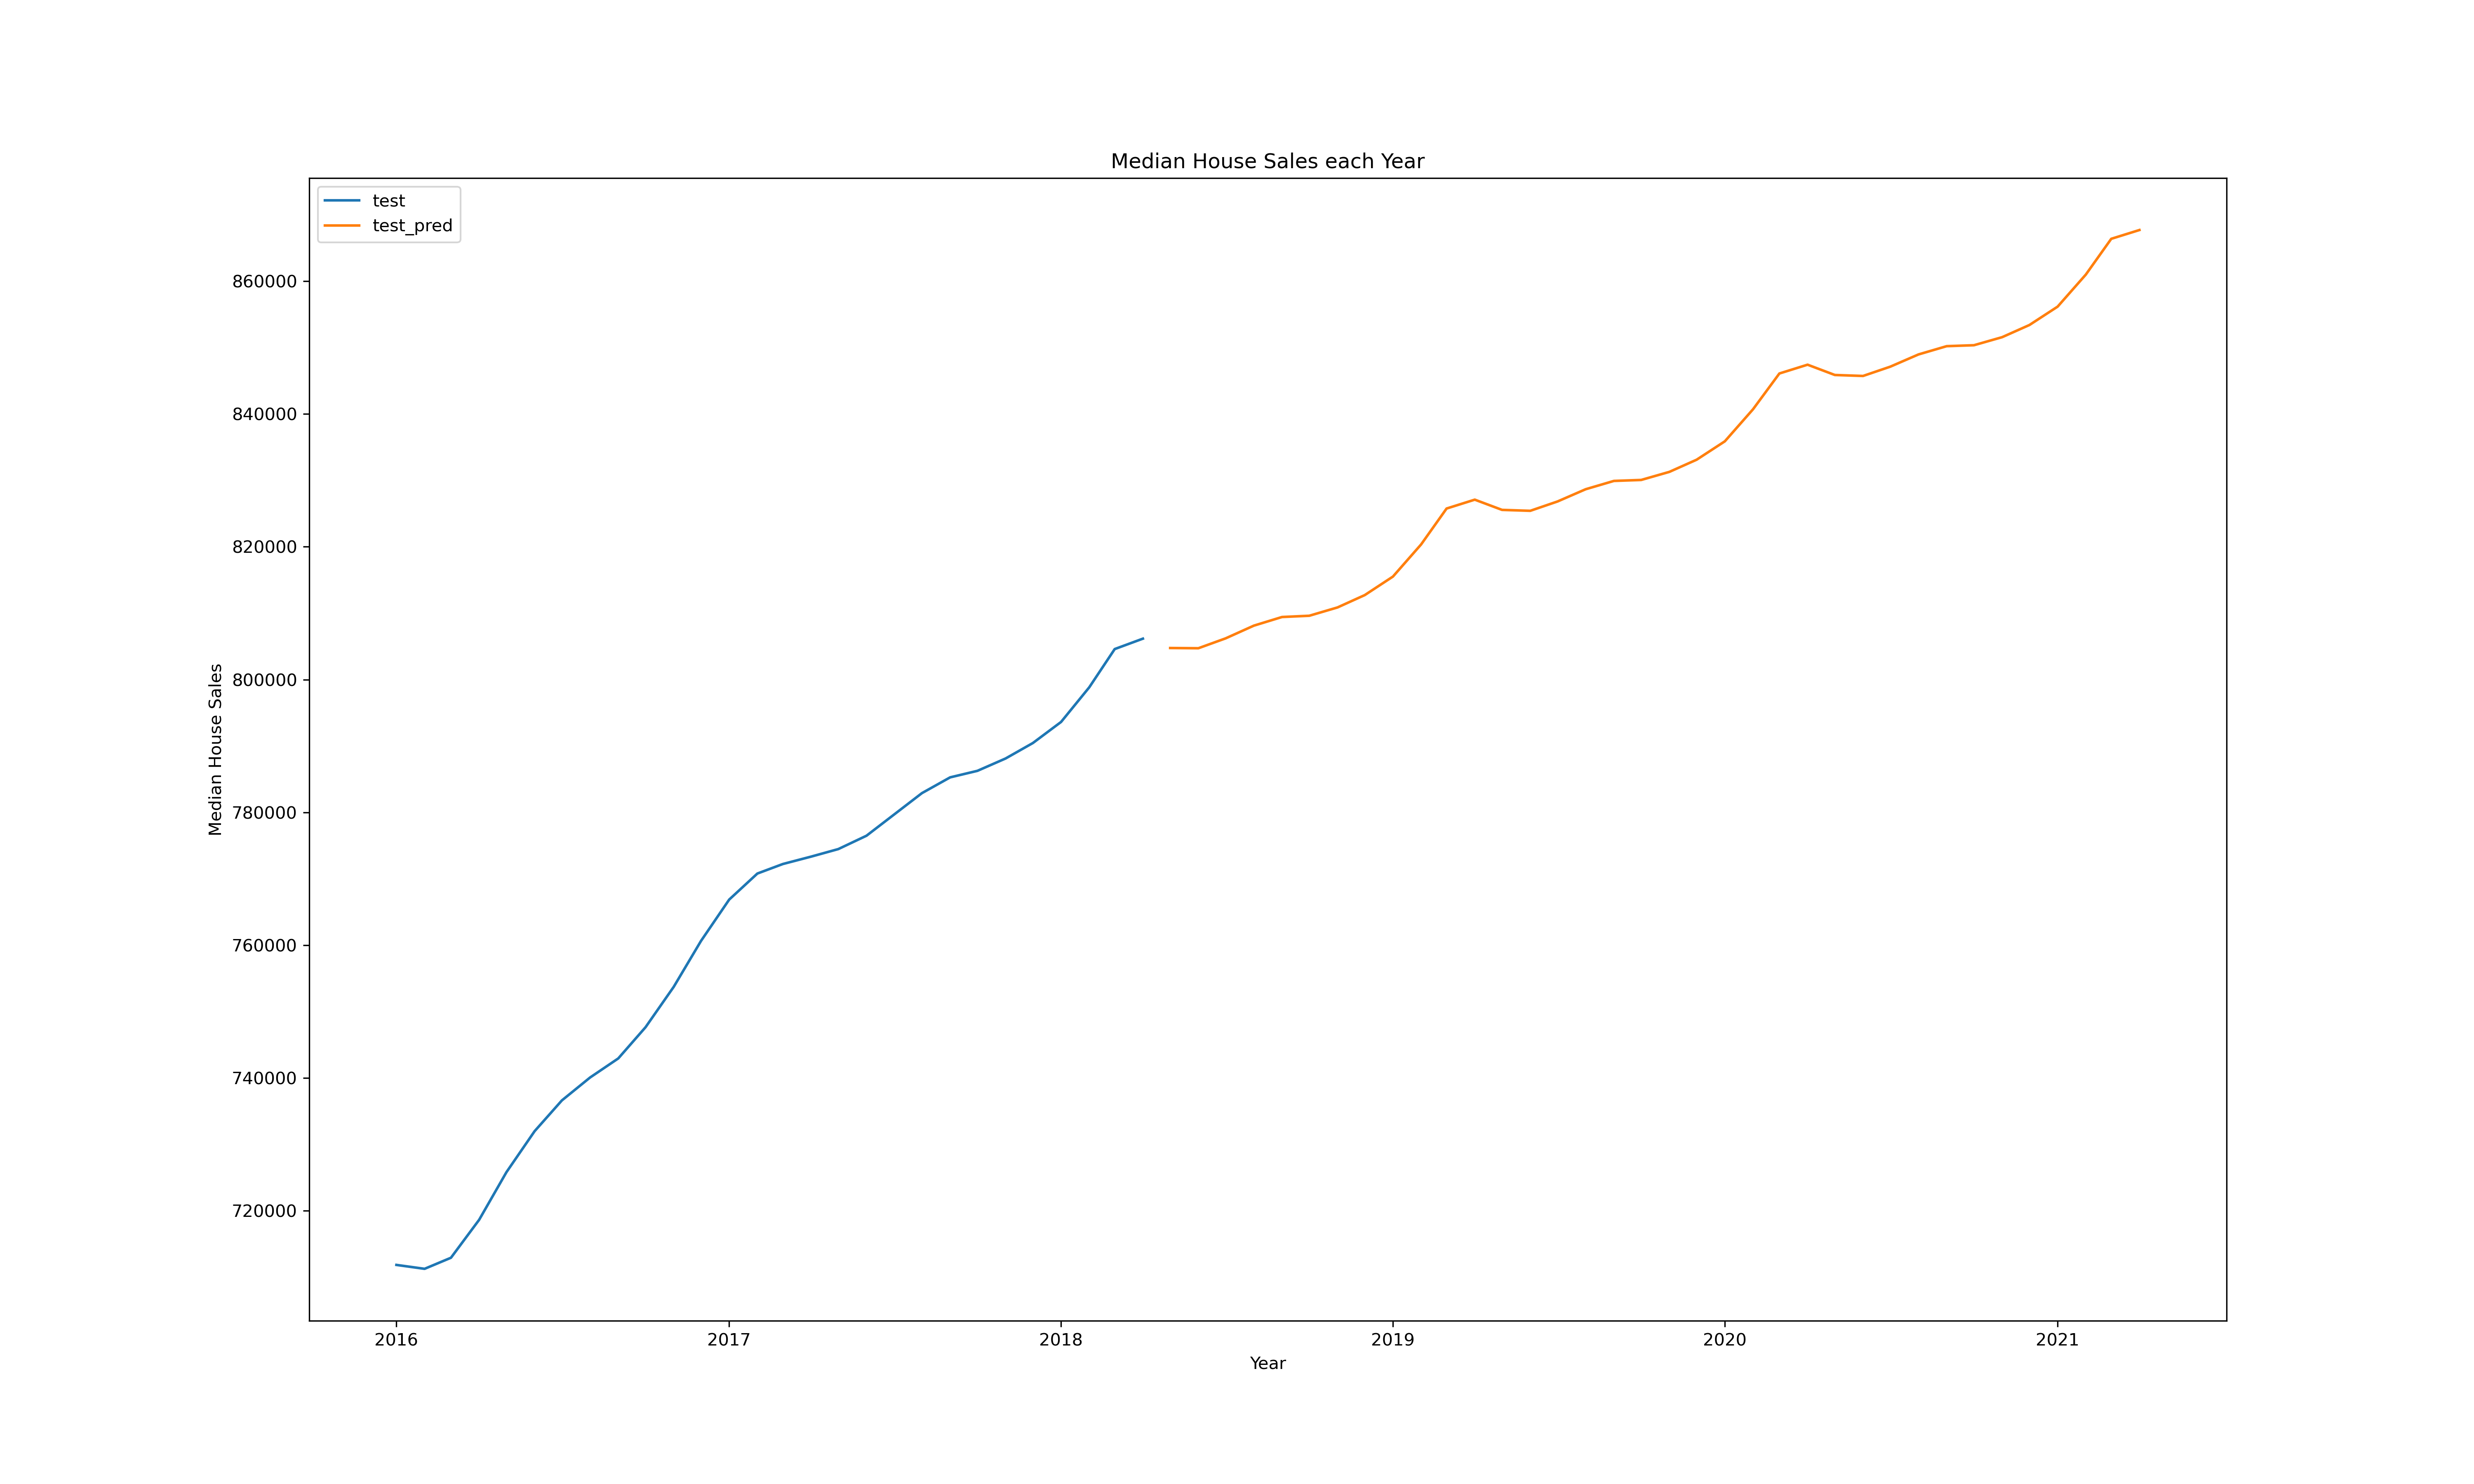 Median House Sales each Year
test
test_pred
860000
840000
820000
800000
780000
760000
740000
720000
Median House Sales
2016 2017 2018 2019 2020 2021
Year